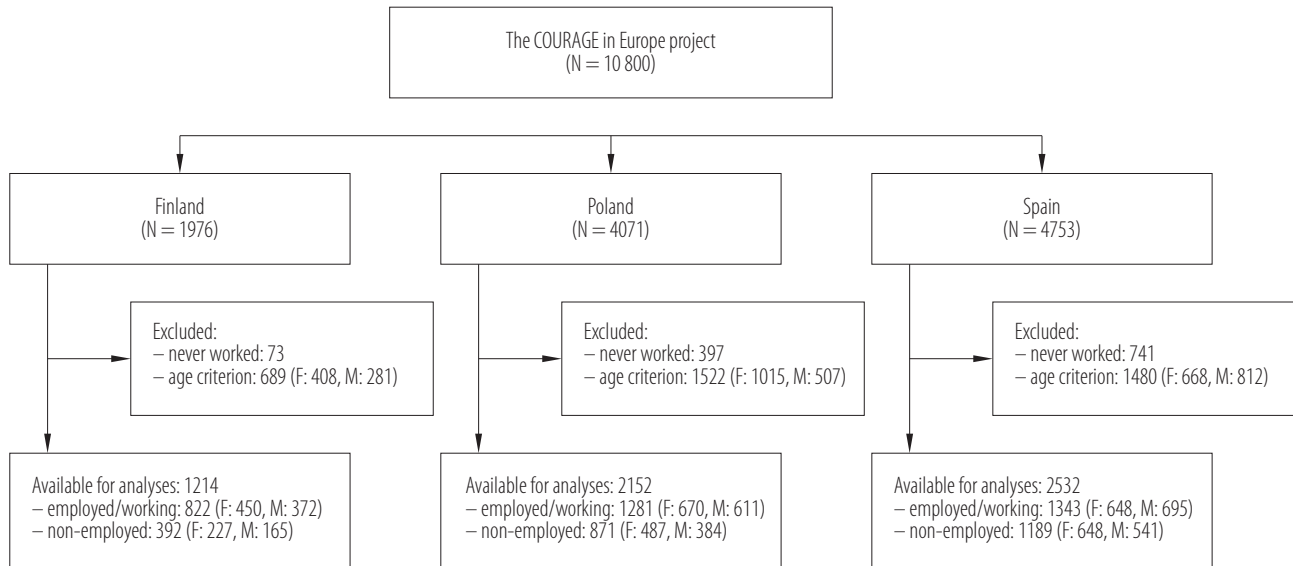 The COURAGE in Europe project
(N = 10 800)
Finland
(N = 1976)
Poland
(N = 4071)
Spain
(N = 4753)
Excluded:
– never worked: 73
– age criterion: 689 (F: 408, M: 281)
Excluded:
– never worked: 397
– age criterion: 1522 (F: 1015, M: 507)
Excluded:
– never worked: 741
– age criterion: 1480 (F: 668, M: 812)
Available for analyses: 1214
– employed/working: 822 (F: 450, M: 372)
– non-employed: 392 (F: 227, M: 165)
Available for analyses: 2152
– employed/working: 1281 (F: 670, M: 611)
– non-employed: 871 (F: 487, M: 384)
Available for analyses: 2532
– employed/working: 1343 (F: 648, M: 695)
– non-employed: 1189 (F: 648, M: 541)